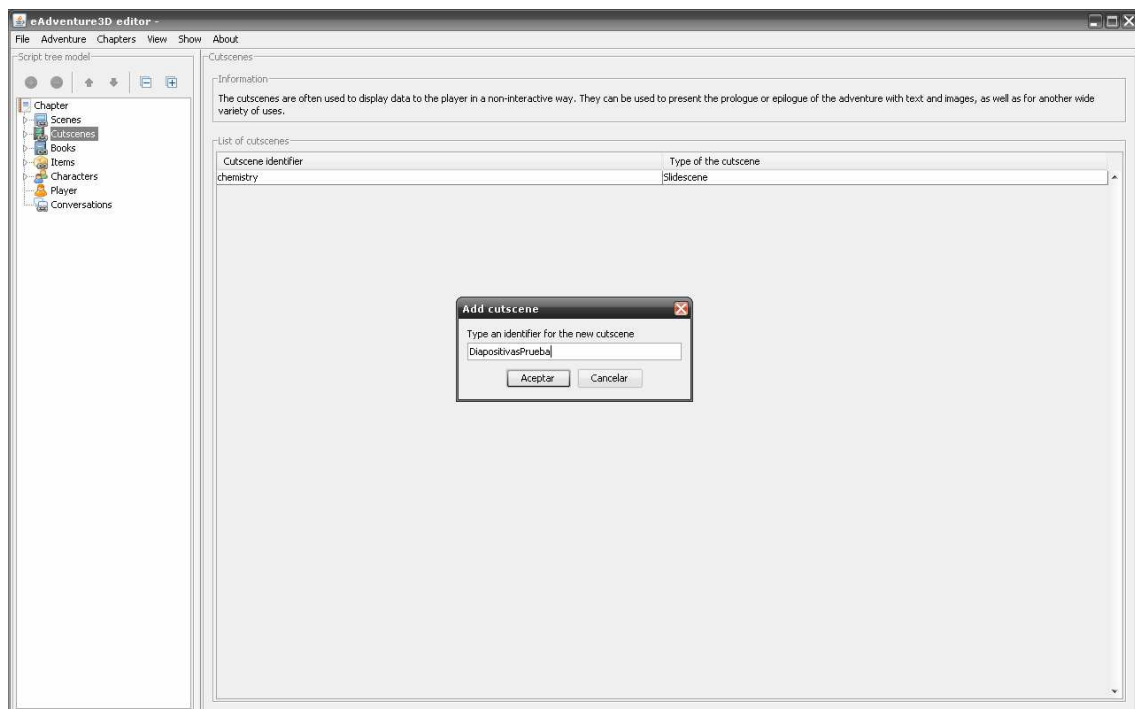 eAdventure3D editor -
File Adventure Chapters View Show About
Script tree model
Chapter
Scenes
Cutscenes
Books
Items
Characters
Player
Conversations
Cutscenes
Information
The cutscenes are often used to display data to the player in a non-interactive way. They can be used to present the prologue or epilogue of the adventure with text and images, as well as for another wide
variety of uses.
List of cutscenes
Cutscene identifier Type of the cutscene
chemistry Slidescene
Add cutscene
Type an identifier for the new cutscene
DiapositivasPrueba
Aceptar Cancelar